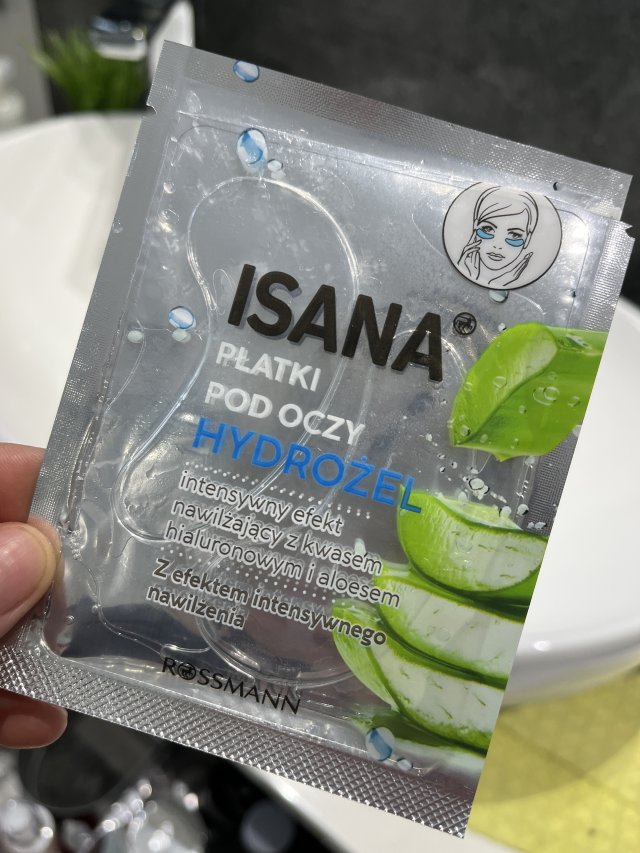 ISANA®
PŁATKI
POD OCZY
HYDROŻEL
intensywny efekt
nawilżający z kwasem
hialuronowym i aloesem
Z efektem intensywnego
nawilżenia
ROSSMANN